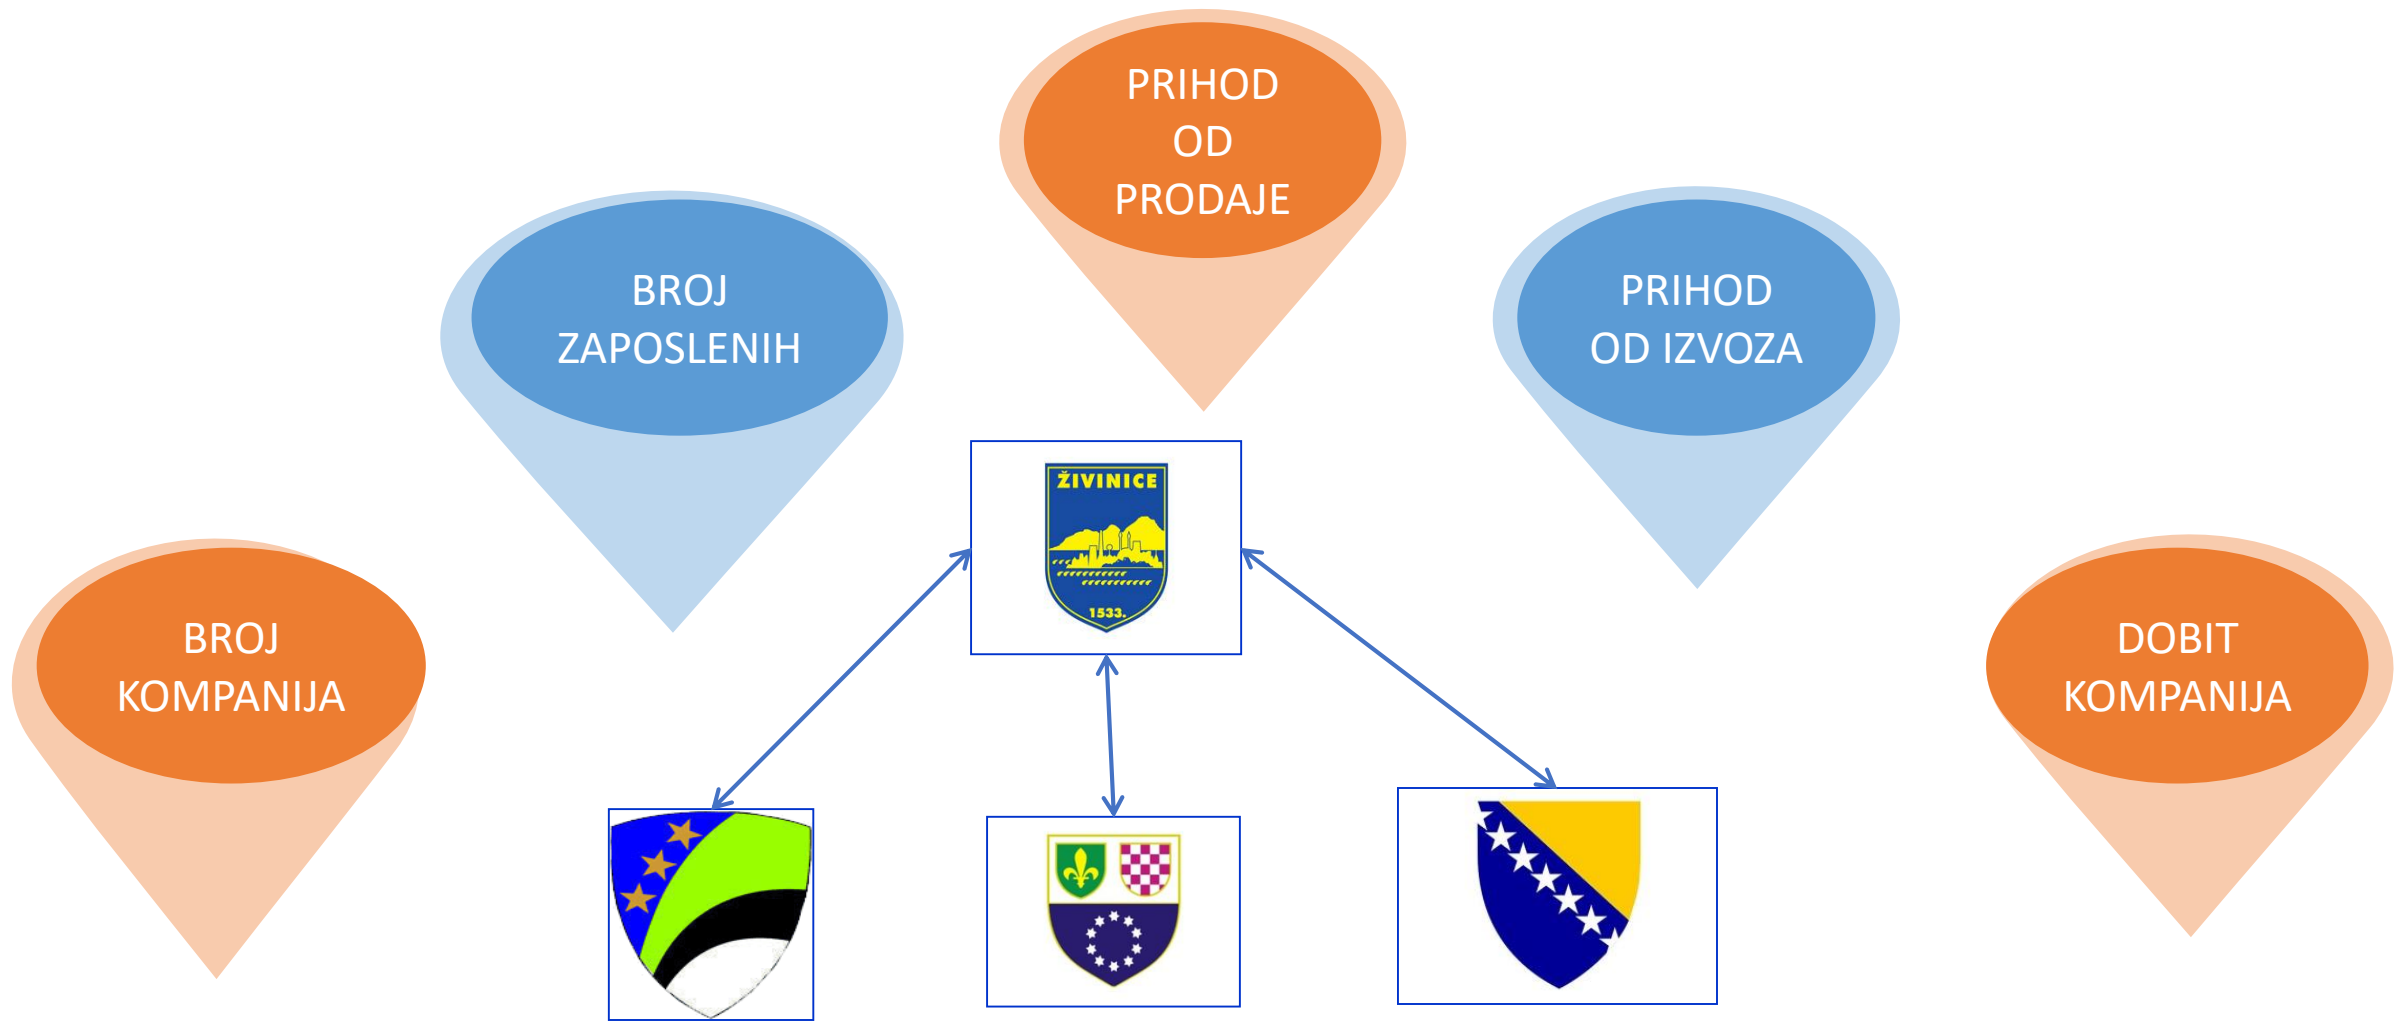 PRIHOD
OD
PRODAJE
BROJ
ZAPOSLENIH
PRIHOD
OD IZVOZA
ŽIVINICE
1533.
BROJ
KOMPANIJA
DOBIT
KOMPANIJA